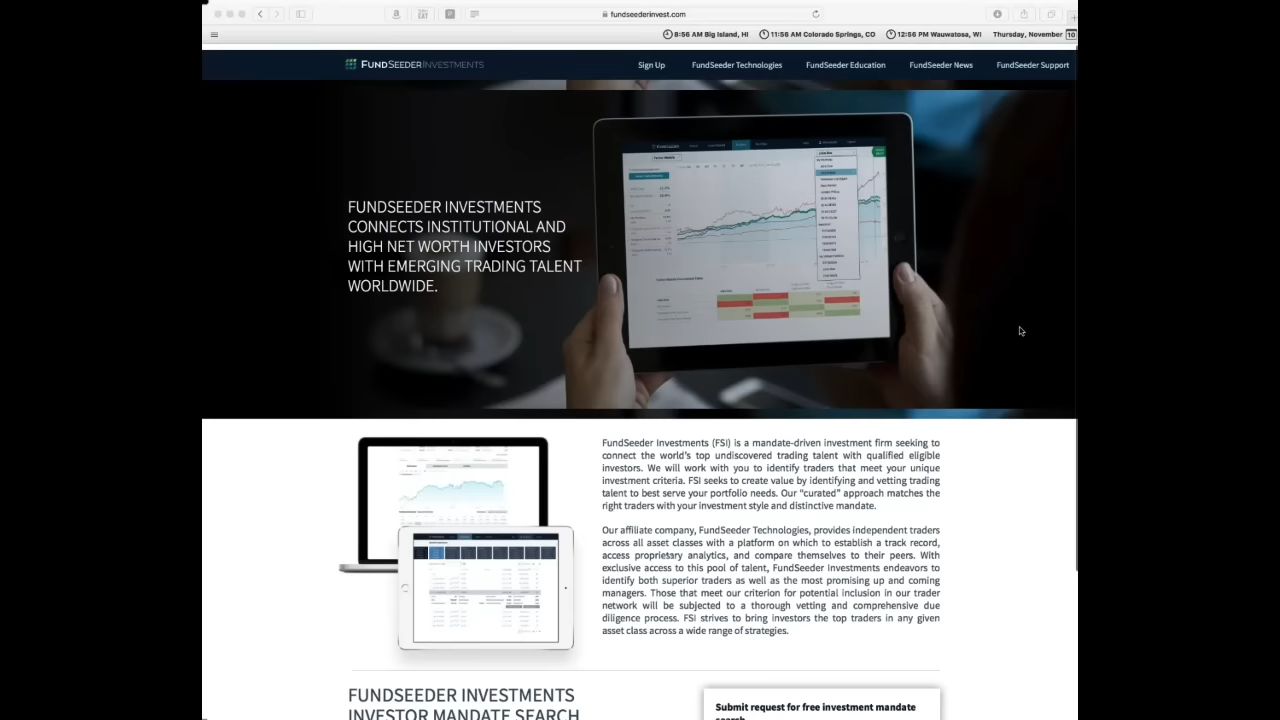 fundseederinvest.com
8:56 AM Big Island, HI 11:56 AM Colorado Springs, CO 12:56 PM Wauwatosa, WI Thursday, November 10
FUNDSEEDERINVESTMENTS Sign Up FundSeeder Technologies FundSeeder Education FundSeeder News FundSeeder Support
FUNDSEEDER INVESTMENTS
CONNECTS INSTITUTIONAL AND
HIGH NET WORTH INVESTORS
WITH EMERGING TRADING TALENT
WORLDWIDE.
FundSeeder Investments (FSI) is a mandate-driven investment firm seeking to
connect the world's top undiscovered trading talent with qualified eligible
investors. We will work with you to identify traders that meet your unique
investment criteria. FSI seeks to create value by identifying and vetting trading
talent to best serve your portfolio needs. Our “curated” approach matches the
right traders with your investment style and distinctive mandate.
Our affiliate company, FundSeeder Technologies, provides independent traders
across all asset classes with a platform on which to establish a track record,
access proprietary analytics, and compare themselves to their peers. With
exclusive access to this pool of talent, FundSeeder Investments endeavors to
identify both superior traders as well as the most promising up and coming
managers. Those that meet our criterion for potential inclusion in our trader
network will be subjected to a thorough vetting and comprehensive due
diligence process. FSI strives to bring investors the top traders in any given
asset class across a wide range of strategies.
FUNDSEEDER INVESTMENTS
INVESTOR MANDATE SEARCH
Submit request for free investment mandate
search